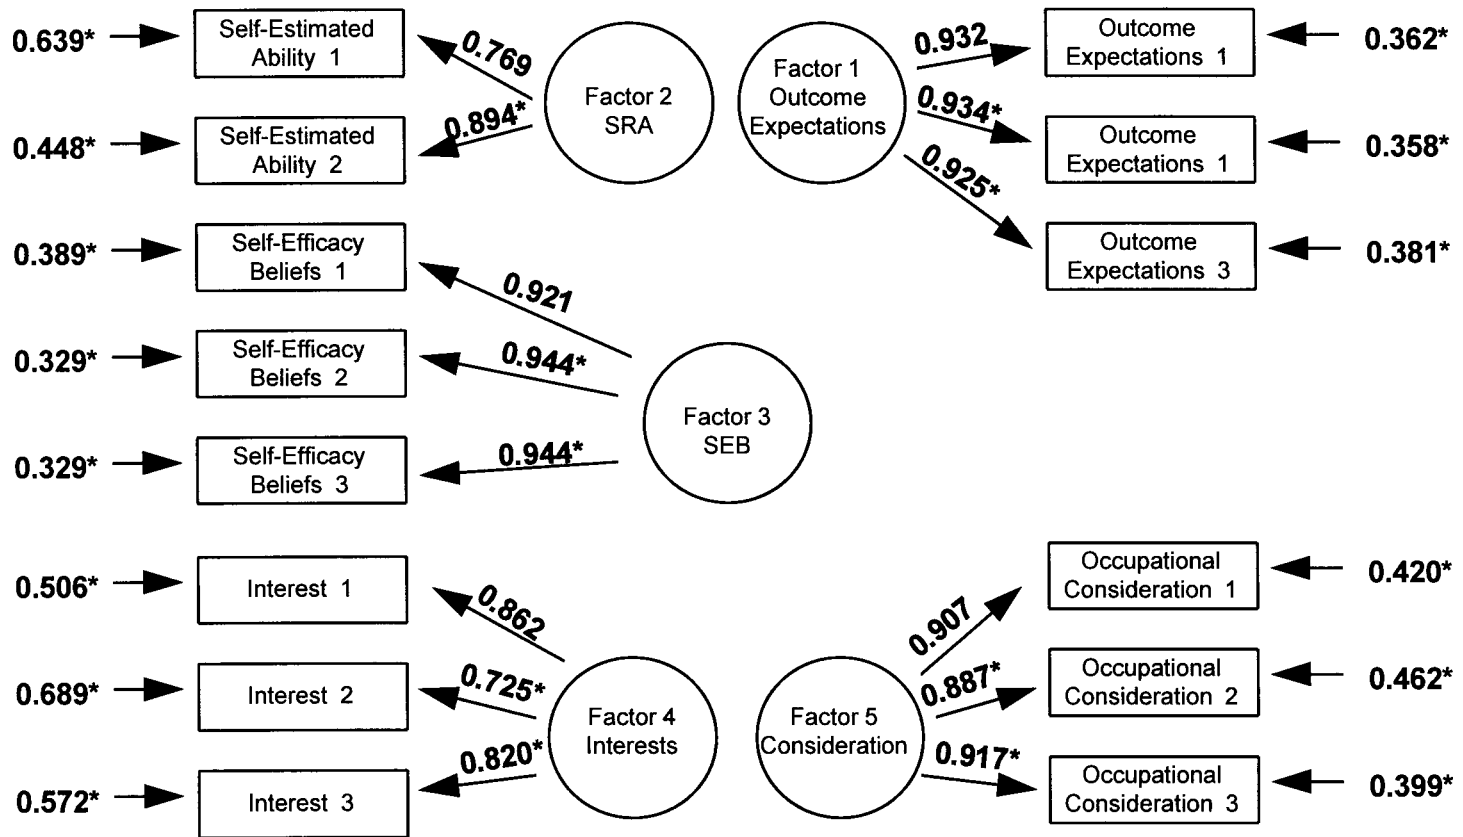 0.639*
Self-Estimated
Ability 1
0.769
0.448*
Self-Estimated
Ability 2
0.894*
Factor 2
SRA
Factor 1
Outcome
Expectations
0.932
Outcome
Expectations 1
0.362*
0.934*
Outcome
Expectations 1
0.358*
0.925*
Outcome
Expectations 3
0.381*
0.389*
Self-Efficacy
Beliefs 1
0.921
0.329*
Self-Efficacy
Beliefs 2
0.944*
0.329*
Self-Efficacy
Beliefs 3
0.944*
Factor 3
SEB
0.506*
Interest 1
0.862
0.689*
Interest 2
0.725*
0.572*
Interest 3
0.820*
Factor 4
Interests
Factor 5
Consideration
0.907
Occupational
Consideration 1
0.420*
0.887*
Occupational
Consideration 2
0.462*
0.917*
Occupational
Consideration 3
0.399*